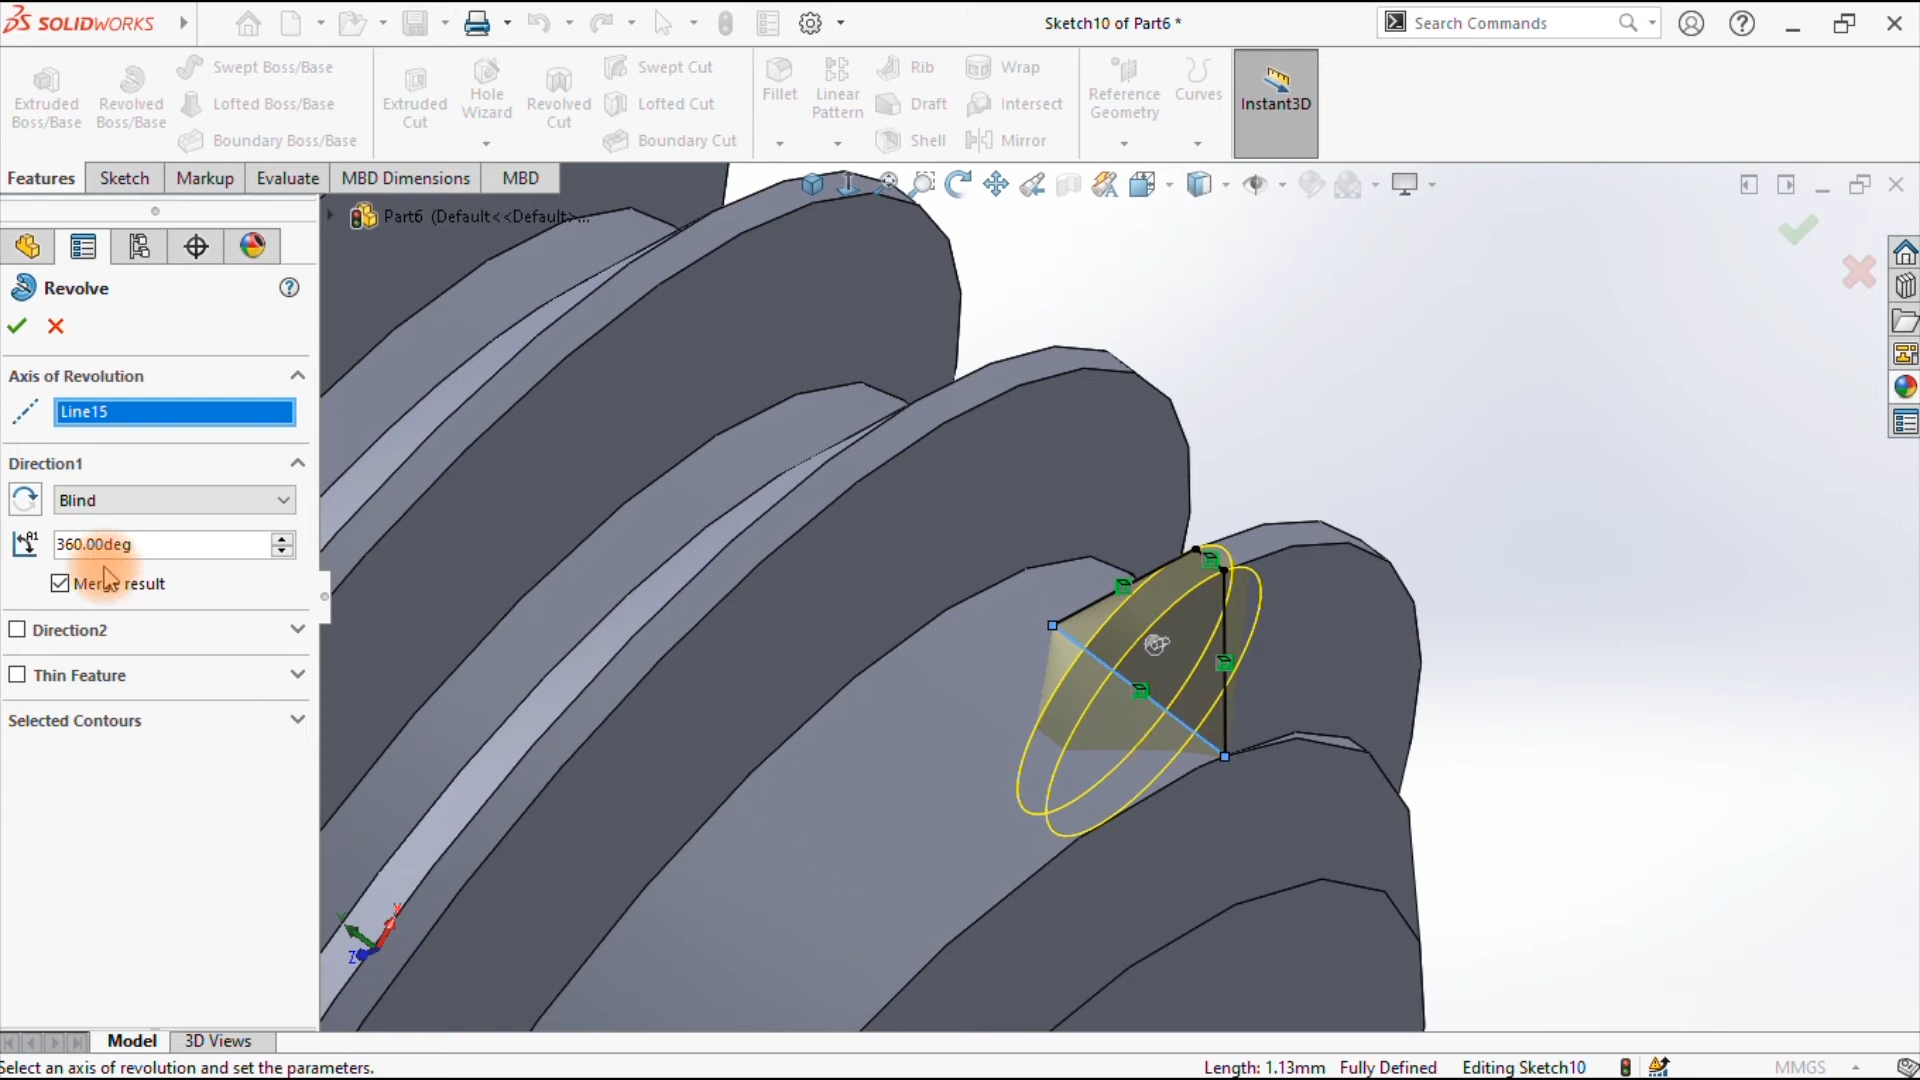 SOLIDWORKS
Sketch10 of Part6 *
Search Commands
Extruded Boss/Base
Revolved Boss/Base
Swept Boss/Base
Lofted Boss/Base
Boundary Boss/Base
Extruded Cut
Hole Wizard
Revolved Cut
Swept Cut
Lofted Cut
Boundary Cut
Fillet
Linear Pattern
Rib
Draft
Shell
Wrap
Intersect
Mirror
Reference Geometry
Curves
Instant3D
Features
Sketch
Markup
Evaluate
MBD Dimensions
MBD
Part6 (Default<<Default>...
Revolve
Axis of Revolution
Line15
Direction1
Blind
360.00deg
Merge result
Direction2
Thin Feature
Selected Contours
Y
X
Z
Model
3D Views
Select an axis of revolution and set the parameters.
Length: 1.13mm
Fully Defined
Editing Sketch10
MMGS